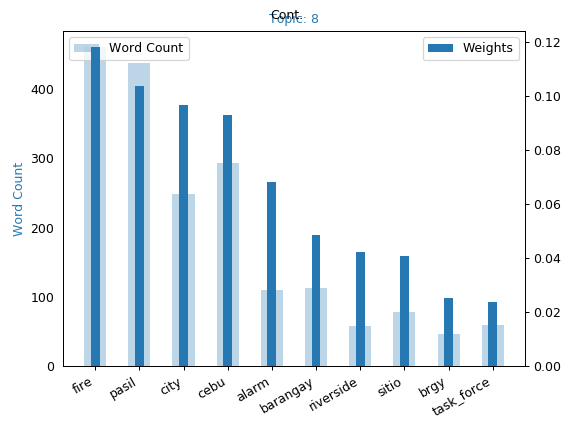 Cont.
Topic: 8
Word Count
Weights
Word Count
400
300
200
100
0
0.12
0.10
0.08
0.06
0.04
0.02
0.00
fire
pasil
city
cebu
alarm
barangay
riverside
sitio
brgy
task_force